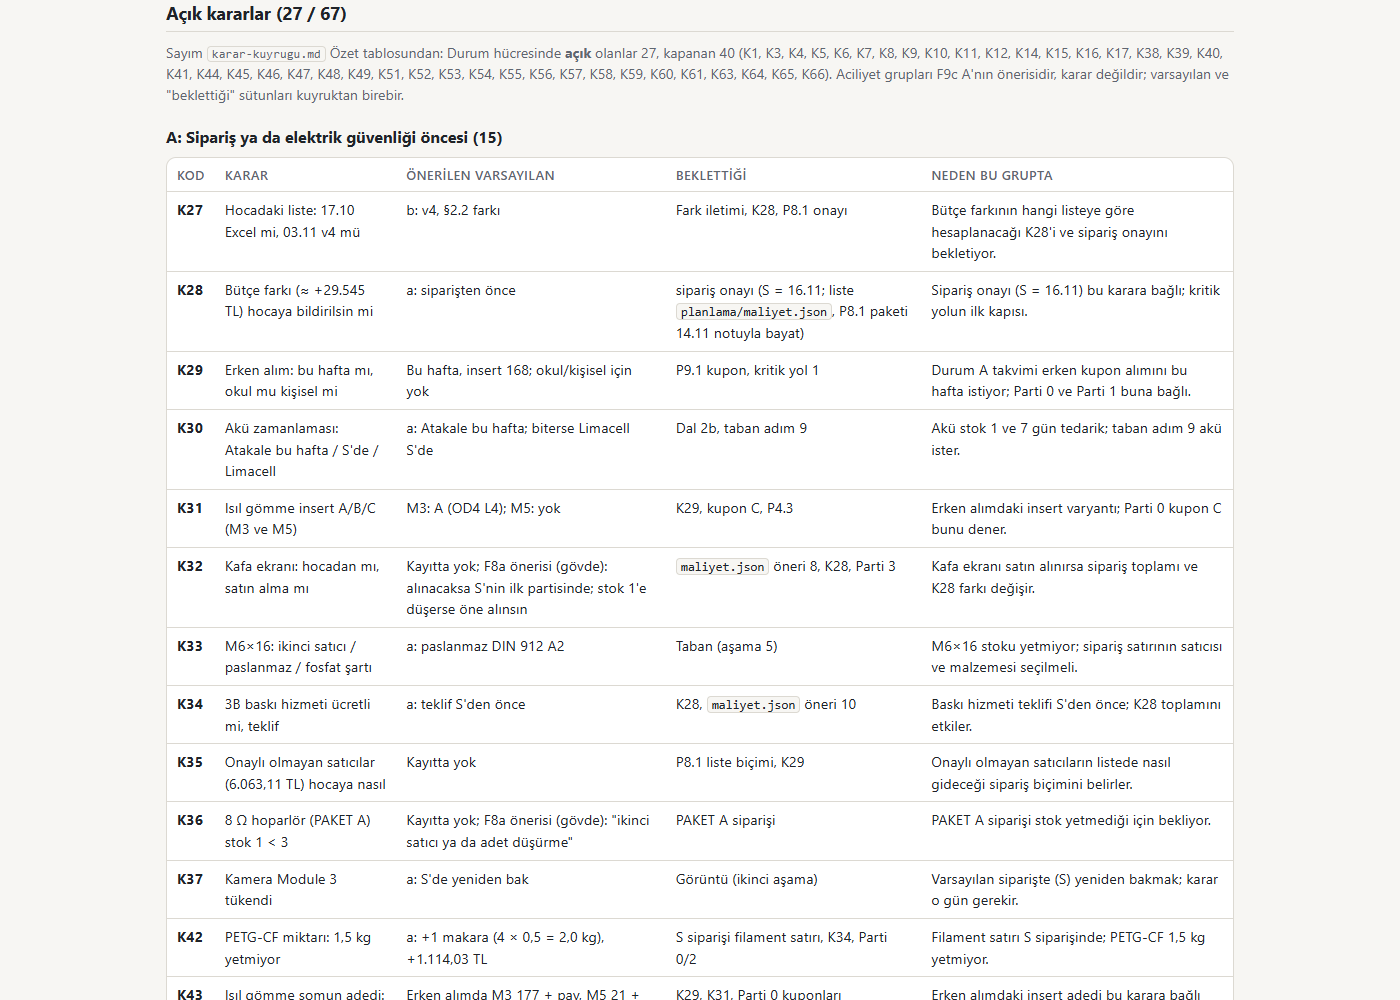 Açık kararlar (27 / 67)
Sayım karar-kuyrugu.md Özet tablosundan: Durum hücresinde açık olanlar 27, kapanan 40 (K1, K3, K4, K5, K6, K7, K8, K9, K10, K11, K12, K14, K15, K16, K17, K38, K39, K40,
K41, K44, K45, K46, K47, K48, K49, K51, K52, K53, K54, K55, K56, K57, K58, K59, K60, K61, K63, K64, K65, K66). Aciliyet grupları F9c A'nın önerisidir, karar değildir; varsayılan ve
"beklettiği" sütunları kuyruktan birebir.
A: Sipariş ya da elektrik güvenliği öncesi (15)
KOD KARAR ÖNERİLEN VARSAYILAN BEKLETTİĞİ NEDEN BU GRUPTA
K27 Hocadaki liste: 17.10 b: v4, §2.2 farkı Fark iletimi, K28, P8.1 onayı Bütçe farkının hangi listeye göre
Excel mi, 03.11 v4 mü hesaplanacağı K28'i ve sipariş onayını
bekletiyor.
K28 Bütçe farkı (≈ +29.545 a: siparişten önce sipariş onayı (S = 16.11; liste Sipariş onayı (S = 16.11) bu karara bağlı; kritik
TL) hocaya bildirilsin mi planlama/maliyet.json, P8.1 paketi yolun ilk kapısı.
14.11 notuyla bayat)
K29 Erken alım: bu hafta mı, Bu hafta, insert 168; okul/kişisel için P9.1 kupon, kritik yol 1 Durum A takvimi erken kupon alımını bu
okul mu kişisel mi yok hafta istiyor; Parti 0 ve Parti 1 buna bağlı.
K30 Akü zamanlaması: a: Atakale bu hafta; biterse Limacell Dal 2b, taban adım 9 Akü stok 1 ve 7 gün tedarik; taban adım 9 akü
Atakale bu hafta / S'de / S'de ister.
Limacell
K31 Isıl gömme insert A/B/C M3: A (OD4 L4); M5: yok K29, kupon C, P4.3 Erken alımdaki insert varyantı; Parti 0 kupon C
(M3 ve M5) bunu dener.
K32 Kafa ekranı: hocadan mı, Kayıtta yok; F8a önerisi (gövde): maliyet.json öneri 8, K28, Parti 3 Kafa ekranı satın alınırsa sipariş toplamı ve
satın alma mı alınacaksa S'nin ilk partisinde; stok 1'e K28 farkı değişir.
düşerse öne alınsın
K33 M6×16: ikinci satıcı / a: paslanmaz DIN 912 A2 Taban (aşama 5) M6×16 stoku yetmiyor; sipariş satırının satıcısı
paslanmaz / fosfat şartı ve malzemesi seçilmeli.
K34 3B baskı hizmeti ücretli a: teklif S'den önce K28, maliyet.json öneri 10 Baskı hizmeti teklifi S'den önce; K28 toplamını
mi, teklif etkiler.
K35 Onaylı olmayan satıcılar Kayıtta yok P8.1 liste biçimi, K29 Onaylı olmayan satıcıların listede nasıl
(6.063,11 TL) hocaya nasıl gideceği sipariş biçimini belirler.
K36 8 Ω hoparlör (PAKET A) Kayıtta yok; F8a önerisi (gövde): "ikinci PAKET A siparişi PAKET A siparişi stok yetmediği için bekliyor.
stok 1 < 3 satıcı ya da adet düşürme"
K37 Kamera Module 3 a: S'de yeniden bak Görüntü (ikinci aşama) Varsayılan siparişte (S) yeniden bakmak; karar
tükendi o gün gerekir.
K42 PETG-CF miktarı: 1,5 kg a: +1 makara (4 × 0,5 = 2,0 kg), S siparişi filament satırı, K34, Parti Filament satırı S siparişinde; PETG-CF 1,5 kg
yetmiyor +1.114,03 TL 0/2 yetmiyor.
K43 Isıl gömme somun adedi: Erken alımda M3 177 + pay, M5 21 + K29, K31, Parti 0 kuponları Erken alımdaki insert adedi bu karara bağlı